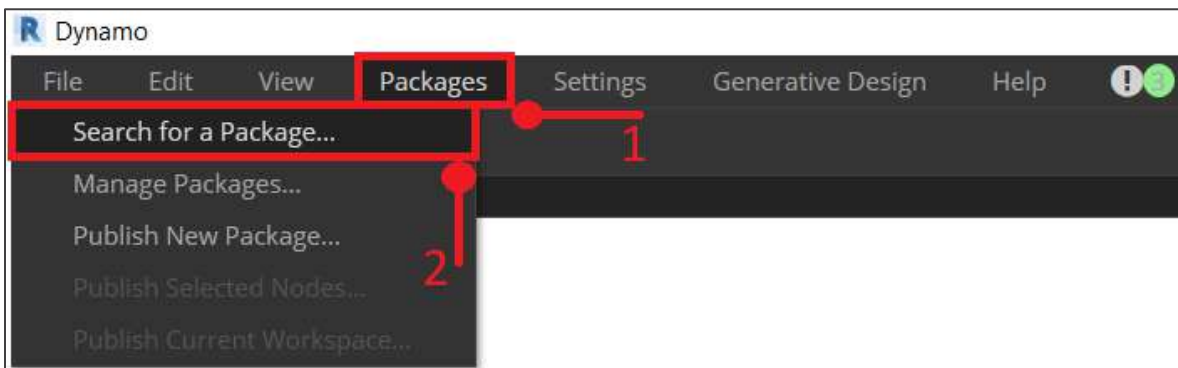 R Dynamo
File Edit View Packages Settings Generative Design Help ! 3
Search for a Package...
1
Manage Packages...
Publish New Package...
2
Publish Selected Nodes...
Publish Current Workspace...